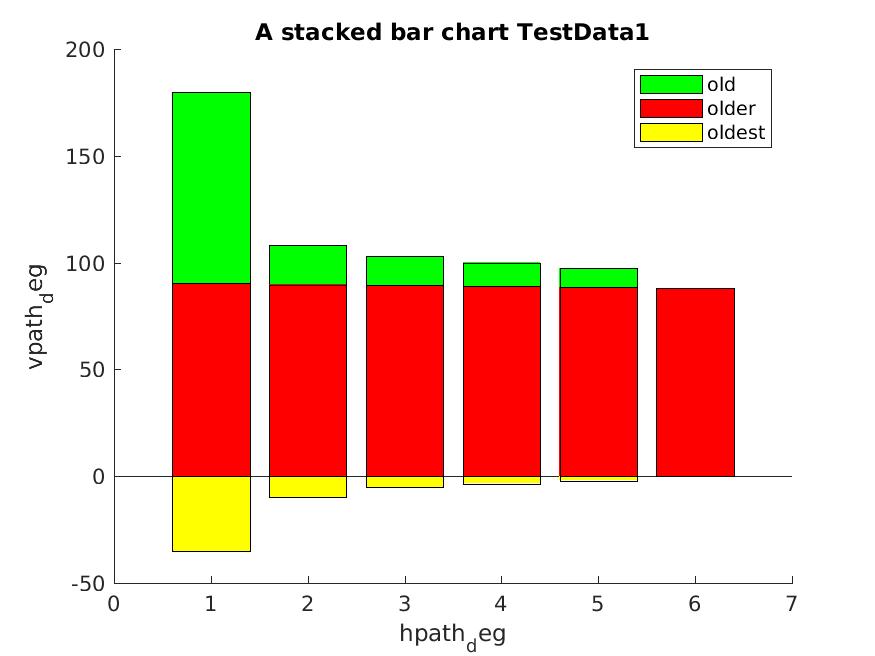 A stacked bar chart TestData1
200
150
100
50
0
-50
vpath_deg
old
older
oldest
0 1 2 3 4 5 6 7
hpath_deg